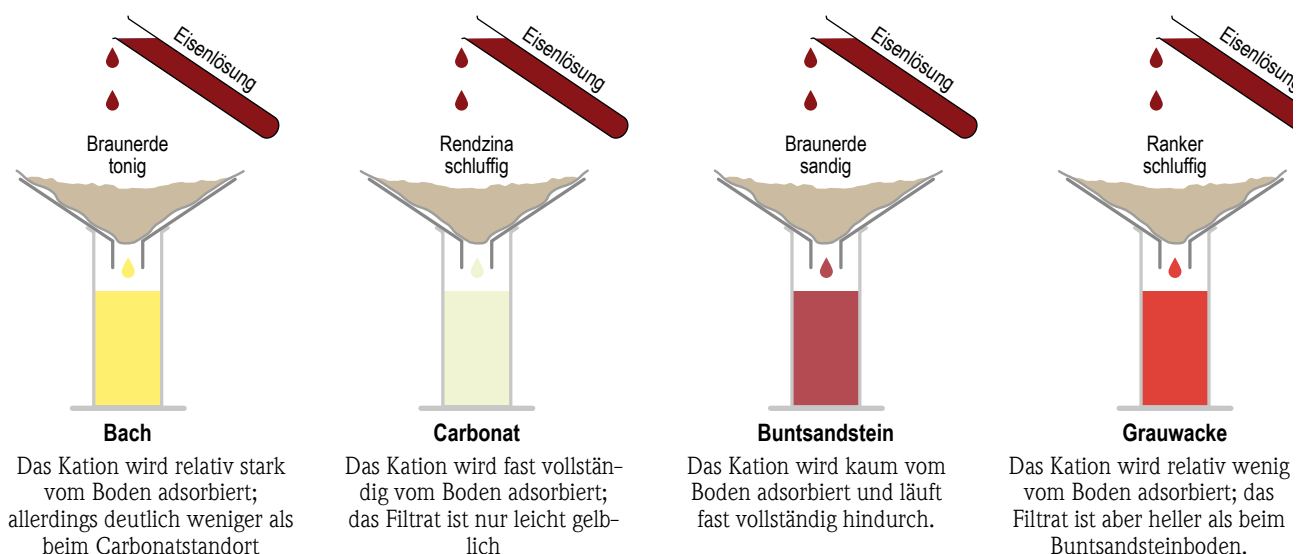 Eisenlösung
Braunerde
tonig
Bach
Das Kation wird relativ stark
vom Boden adsorbiert;
allerdings deutlich weniger als
beim Carbonatstandort
Eisenlösung
Rendzina
schluffig
Carbonat
Das Kation wird fast vollstän-
dig vom Boden adsorbiert;
das Filtrat ist nur leicht gelb-
lich
Eisenlösung
Braunerde
sandig
Buntsandstein
Das Kation wird kaum vom
Boden adsorbiert und läuft
fast vollständig hindurch.
Eisenlösung
Ranker
schluffig
Grauwacke
Das Kation wird relativ wenig
vom Boden adsorbiert; das
Filtrat ist aber heller als beim
Buntsandsteinboden.